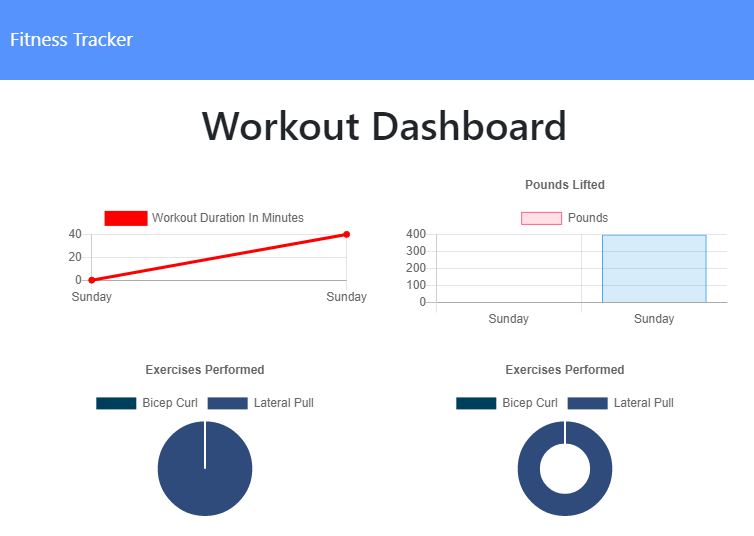 Fitness Tracker
Workout Dashboard
Workout Duration In Minutes
40
20
0
Sunday Sunday
Pounds Lifted
Pounds
400
300
200
100
0
Sunday Sunday
Exercises Performed
Bicep Curl Lateral Pull
Exercises Performed
Bicep Curl Lateral Pull